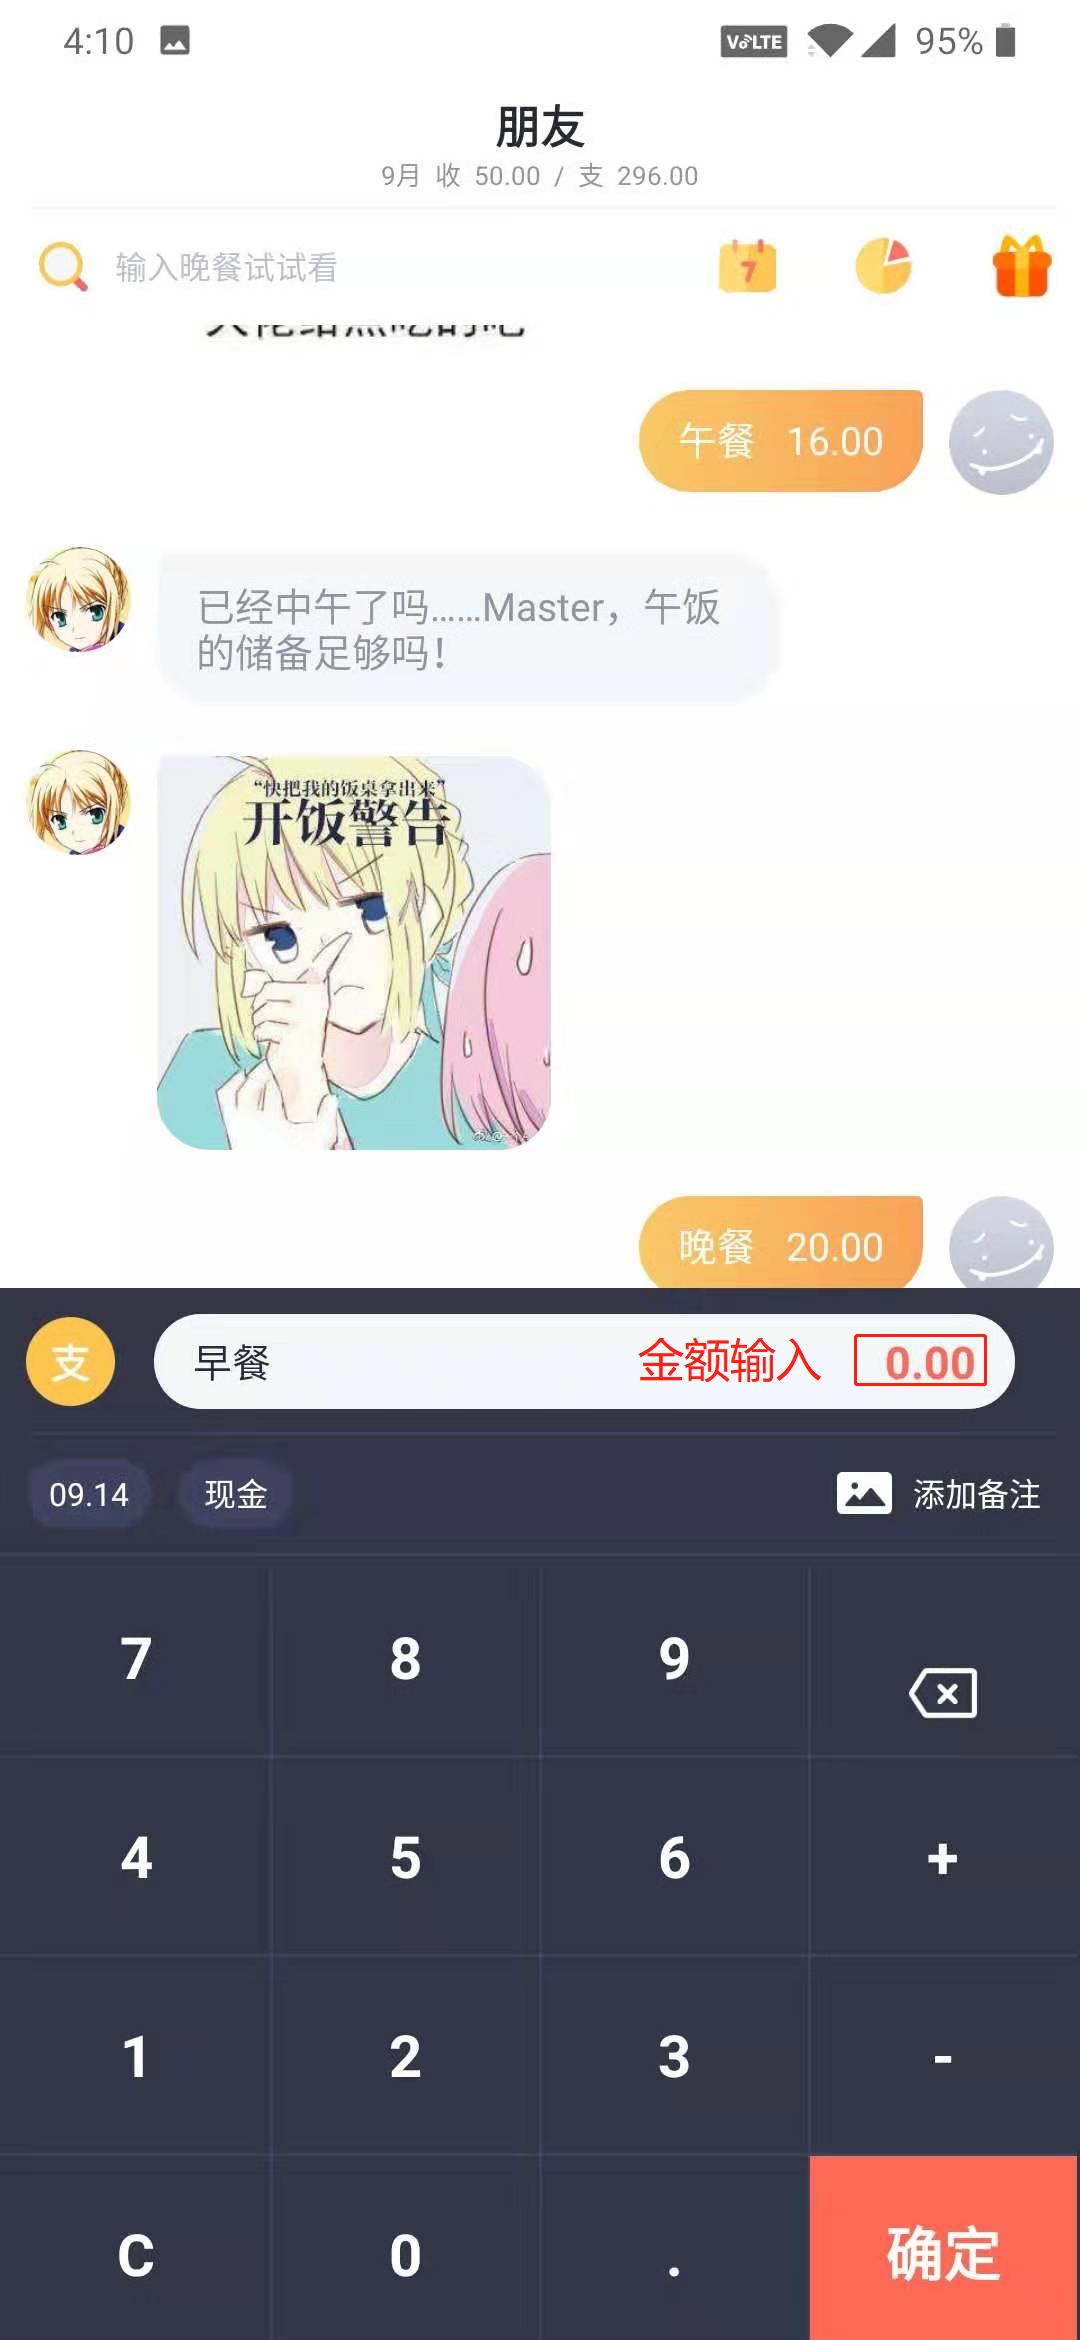 4:10
VoLTE
95%
朋友
9月 收 50.00 / 支 296.00
输入晚餐试试看
7
午餐 16.00
已经中午了吗……Master，午饭
的储备足够吗！
“快把我的饭桌拿出来”
开饭警告
晚餐 20.00
支
早餐
金额输入
0.00
09.14
现金
添加备注
7 8 9
4 5 6 +
1 2 3 -
C 0 . 确定